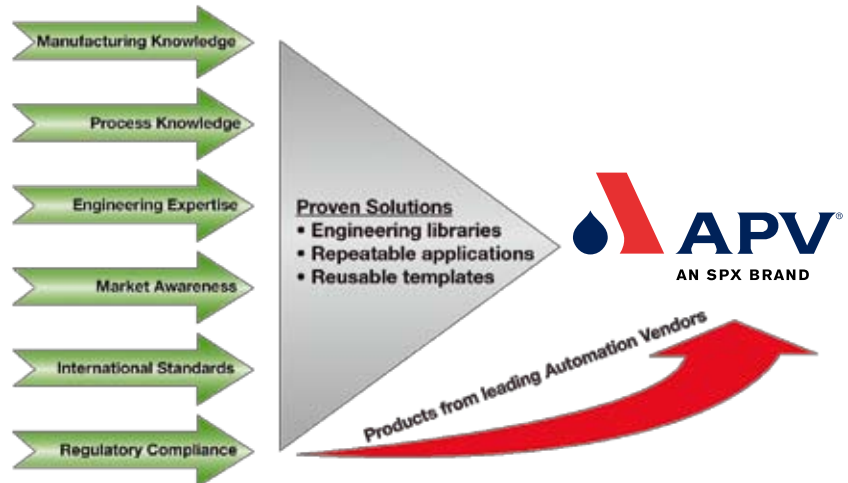 Manufacturing Knowledge
Process Knowledge
Engineering Expertise
Market Awareness
International Standards
Regulatory Compliance
Proven Solutions
• Engineering libraries
• Repeatable applications
• Reusable templates
APV®
AN SPX BRAND
Products from leading Automation Vendors